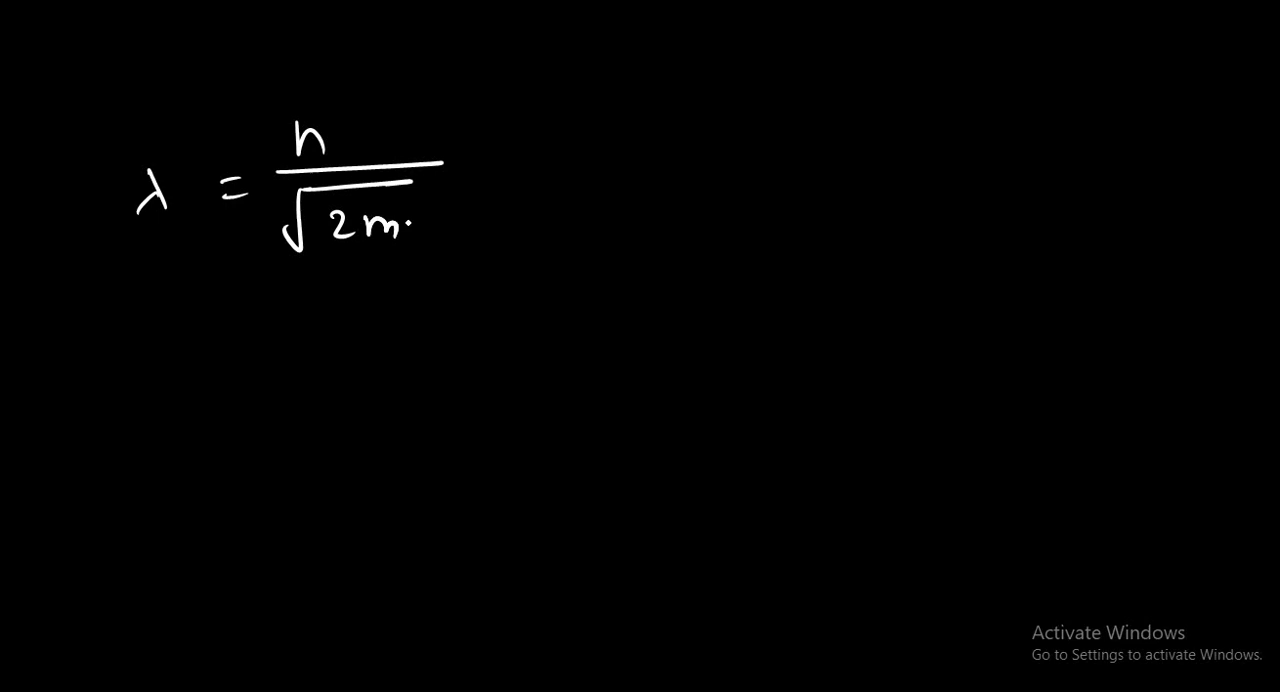 λ = h / √2m.
Activate Windows
Go to Settings to activate Windows.